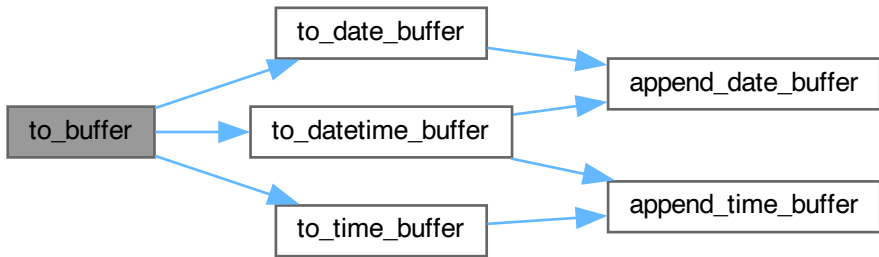 to_date_buffer
append_date_buffer
to_buffer
to_datetime_buffer
append_time_buffer
to_time_buffer